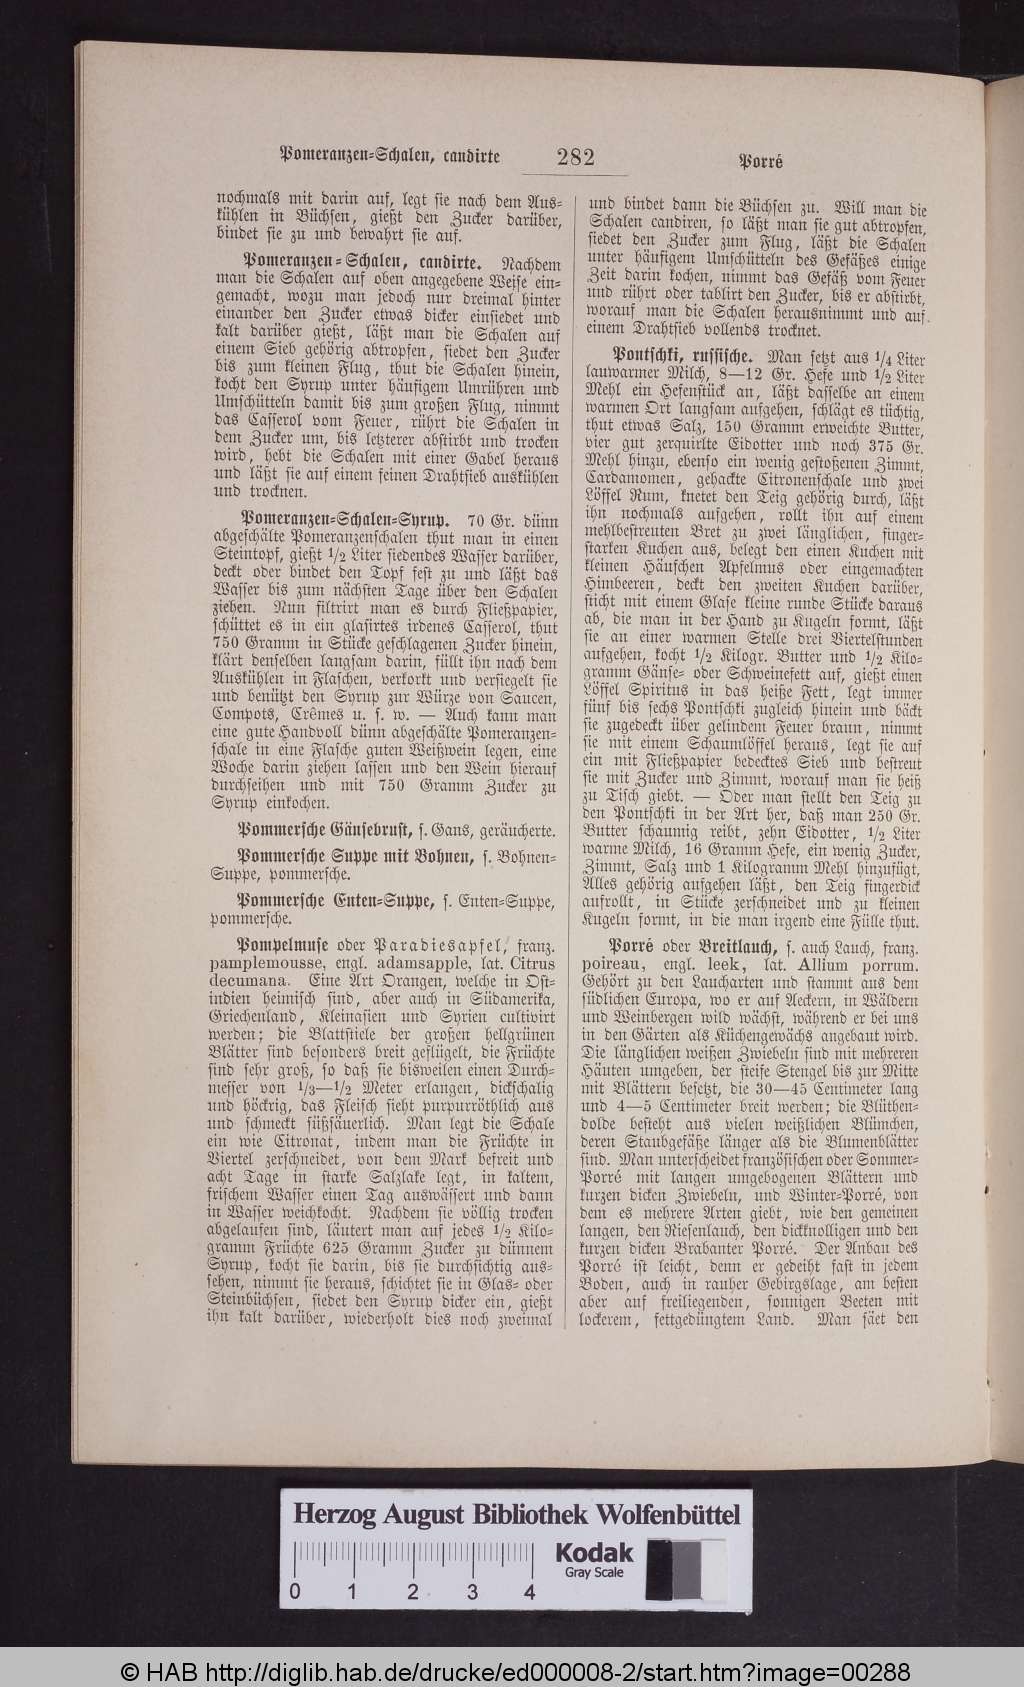 Pomeranzen-Schalen, candirte
282
Porré
nochmals mit darin auf, legt sie nach dem Aus-
kühlen in Büchsen, gießt den Zucker darüber,
bindet sie zu und bewahrt sie auf.
Pomeranzen-Schalen, candirte. Nachdem
man die Schalen auf oben angegebene Weise ein-
gemacht, wozu man jedoch nur dreimal hinter
einander den Zucker etwas dicker einsiedet und
kalt darüber gießt, läßt man die Schalen auf
einem Sieb gehörig abtropfen, siedet den Zucker
bis zum kleinen Flug, thut die Schalen hinein,
kocht den Syrup unter häufigem Umrühren und
Umschütteln damit bis zum großen Flug, nimmt
das Casserol vom Feuer, rührt die Schalen in
dem Zucker um, bis letzterer abstirbt und trocken
wird, hebt die Schalen mit einer Gabel heraus
und läßt sie auf einem feinen Drahtsieb auskühlen
und trocknen.
Pomeranzen-Schalen-Syrup. 70 Gr. dünn
abgeschälte Pomeranzenschalen thut man in einen
Steintopf, gießt 1/2 Liter siedendes Wasser darüber,
deckt oder bindet den Topf fest zu und läßt das
Wasser bis zum nächsten Tage über den Schalen
ziehen. Nun filtrirt man es durch Fließpapier,
schüttet es in ein glasirtes irdenes Casserol, thut
750 Gramm in Stücke geschlagenen Zucker hinein,
klärt denselben langsam darin, füllt ihn nach dem
Auskühlen in Flaschen, verkorkt und versiegelt sie
und benützt den Syrup zur Würze von Saucen,
Compots, Crêmes u. s. w. — Auch kann man
eine gute Handvoll dünn abgeschälte Pomeranzen-
schale in eine Flasche guten Weißwein legen, eine
Woche darin ziehen lassen und den Wein hierauf
durchseihen und mit 750 Gramm Zucker zu
Syrup einkochen.
Pommersche Gänsebrust, s. Gans, geräucherte.
Pommersche Suppe mit Bohnen, s. Bohnen-
Suppe, pommersche.
Pommersche Enten-Suppe, s. Enten-Suppe,
pommersche.
Pompelmuse oder Paradiesapfel, franz.
pamplemousse, engl. adamsapple, lat. Citrus
decumana. Eine Art Orangen, welche in Ost-
indien heimisch sind, aber auch in Südamerika,
Griechenland, Kleinasien und Syrien cultivirt
werden; die Blattstiele der großen hellgrünen
Blätter sind besonders breit geflügelt, die Früchte
sind sehr groß, so daß sie bisweilen einen Durch-
messer von 1/3—1/2 Meter erlangen, dickschalig
und höckrig, das Fleisch sieht purpurröthlich aus
und schmeckt süßsäuerlich. Man legt die Schale
ein wie Citronat, indem man die Früchte in
Viertel zerschneidet, von dem Mark befreit und
acht Tage in starke Salzlake legt, in kaltem,
frischem Wasser einen Tag auswässert und dann
in Wasser weichkocht. Nachdem sie völlig trocken
abgelaufen sind, läutert man auf jedes 1/2 Kilo-
gramm Früchte 625 Gramm Zucker zu dünnem
Syrup, kocht sie darin, bis sie durchsichtig aus-
sehen, nimmt sie heraus, schichtet sie in Glas- oder
Steinbüchsen, siedet den Syrup dicker ein, gießt
ihn kalt darüber, wiederholt dies noch zweimal
und bindet dann die Büchsen zu. Will man die
Schalen candiren, so läßt man sie gut abtropfen,
siedet den Zucker zum Flug, läßt die Schalen
unter häufigem Umschütteln des Gefäßes einige
Zeit darin kochen, nimmt das Gefäß vom Feuer
und rührt oder tablirt den Zucker, bis er abstirbt,
worauf man die Schalen herausnimmt und auf
einem Drahtsieb vollends trocknet.
Pontschki, russische. Man setzt aus 1/4 Liter
lauwarmer Milch, 8—12 Gr. Hefe und 1/2 Liter
Mehl ein Hefenstück an, läßt dasselbe an einem
warmen Ort langsam aufgehen, schlägt es tüchtig,
thut etwas Salz, 150 Gramm erweichte Butter,
vier gut zerquirlte Eidotter und noch 375 Gr.
Mehl hinzu, ebenso ein wenig gestoßenen Zimmt,
Cardamomen, gehackte Citronenschale und zwei
Löffel Rum, knetet den Teig gehörig durch, läßt
ihn nochmals aufgehen, rollt ihn auf einem
mehlbestreuten Bret zu zwei länglichen, finger-
starken Kuchen aus, belegt den einen Kuchen mit
kleinen Häufchen Apfelmus oder eingemachten
Himbeeren, deckt den zweiten Kuchen darüber,
sticht mit einem Glase kleine runde Stücke daraus
ab, die man in der Hand zu Kugeln formt, läßt
sie an einer warmen Stelle drei Viertelstunden
aufgehen, kocht 1/2 Kilogr. Butter und 1/2 Kilo-
gramm Gänse- oder Schweinefett auf, gießt einen
Löffel Spiritus in das heiße Fett, legt immer
fünf bis sechs Pontschki zugleich hinein und bäckt
sie zugedeckt über gelindem Feuer braun, nimmt
sie mit einem Schaumlöffel heraus, legt sie auf
ein mit Fließpapier bedecktes Sieb und bestreut
sie mit Zucker und Zimmt, worauf man sie heiß
zu Tisch giebt. — Oder man stellt den Teig zu
den Pontschki in der Art her, daß man 250 Gr.
Butter schaumig reibt, zehn Eidotter, 1/2 Liter
warme Milch, 16 Gramm Hefe, ein wenig Zucker,
Zimmt, Salz und 1 Kilogramm Mehl hinzufügt,
Alles gehörig aufgehen läßt, den Teig fingerdick
aufrollt, in Stücke zerschneidet und zu kleinen
Kugeln formt, in die man irgend eine Fülle thut.
Porré oder Breitlauch, s. auch Lauch, franz.
poireau, engl. leek, lat. Allium porrum.
Gehört zu den Laucharten und stammt aus dem
südlichen Europa, wo er auf Aeckern, in Wäldern
und Weinbergen wild wächst, während er bei uns
in den Gärten als Küchengewächs angebaut wird.
Die länglichen weißen Zwiebeln sind mit mehreren
Häuten umgeben, der steife Stengel bis zur Mitte
mit Blättern besetzt, die 30—45 Centimeter lang
und 4—5 Centimeter breit werden; die Blüthen-
dolde besteht aus vielen weißlichen Blümchen,
deren Staubgefäße länger als die Blumenblätter
sind. Man unterscheidet französischen oder Sommer-
Porré mit langen umgebogenen Blättern und
kurzen dicken Zwiebeln, und Winter-Porré, von
dem es mehrere Arten giebt, wie den gemeinen
langen, den Riesenlauch, den dickknolligen und den
kurzen dicken Brabanter Porré. Der Anbau des
Porré ist leicht, denn er gedeiht fast in jedem
Boden, auch in rauher Gebirgslage, am besten
aber auf freiliegenden, sonnigen Beeten mit
lockerem, fettgedüngtem Land. Man säet den
Herzog August Bibliothek Wolfenbüttel
Kodak
Gray Scale
0 1 2 3 4
© HAB http://diglib.hab.de/drucke/ed000008-2/start.htm?image=00288